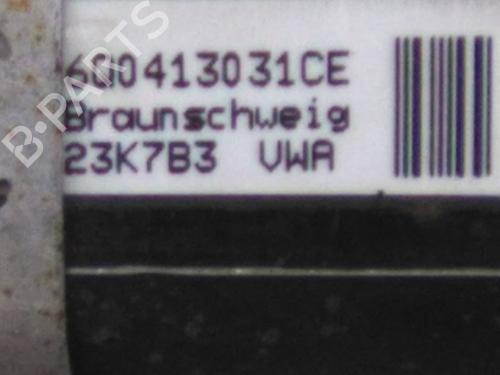 6Q0413031CE
Braunschweig
23K7B3 VWA
B-PARTS